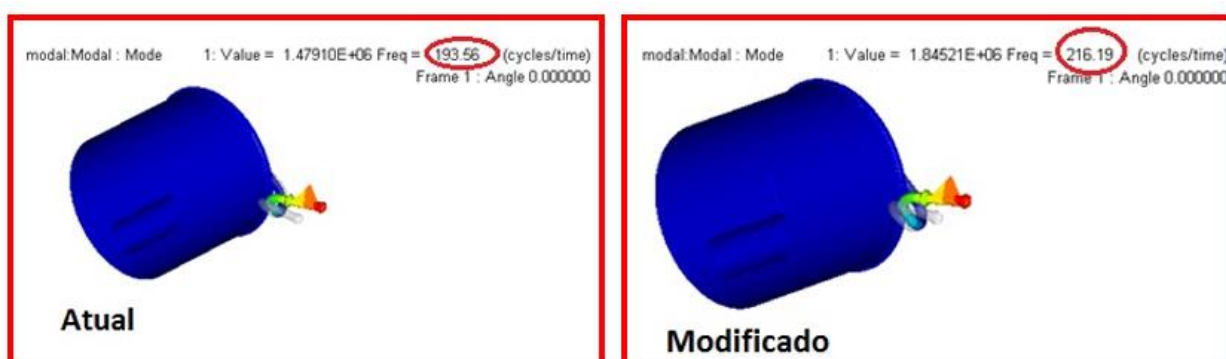 modal:Modal : Mode 1: Value = 1.47910E+06 Freq = 193.56 (cycles/time)
Frame 1 : Angle 0.000000
Atual
modal:Modal : Mode 1: Value = 1.84521E+06 Freq = 216.19 (cycles/time)
Frame 1 : Angle 0.000000
Modificado